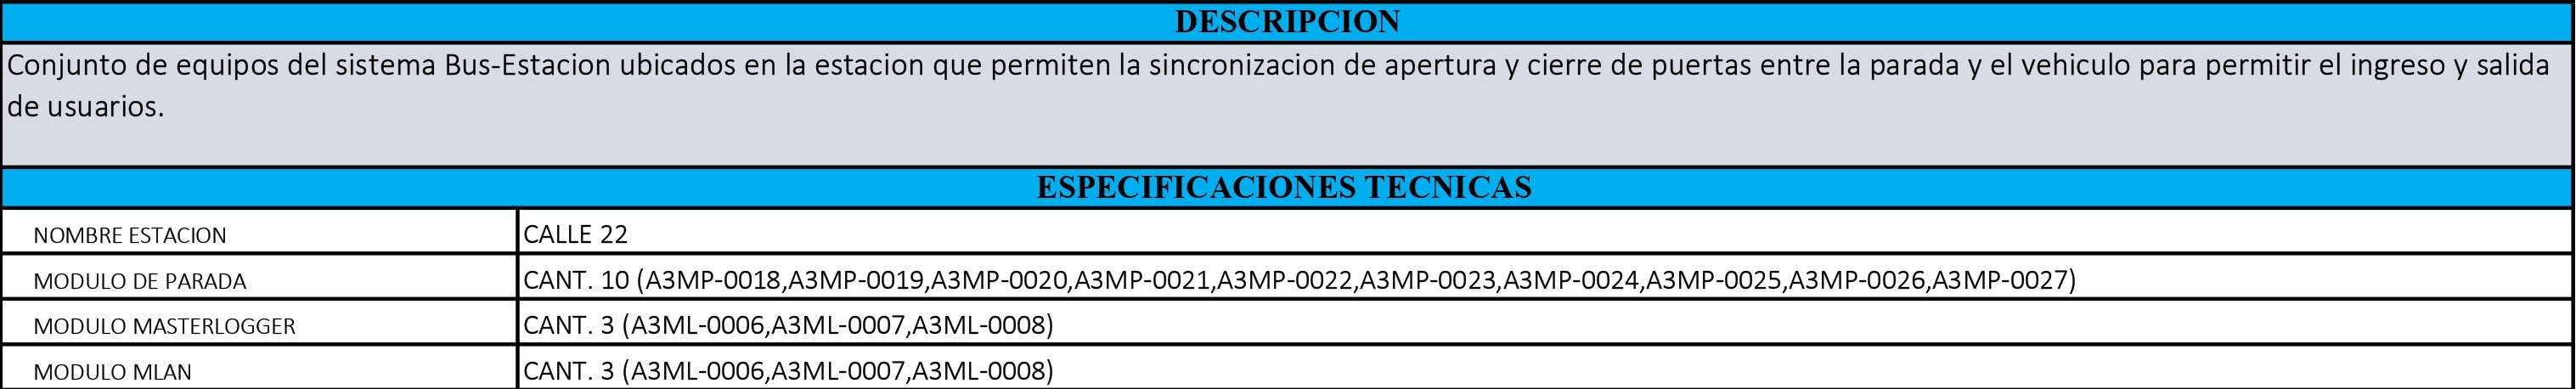 DESCRIPCION
Conjunto de equipos del sistema Bus-Estacion ubicados en la estacion que permiten la sincronizacion de apertura y cierre de puertas entre la parada y el vehiculo para permitir el ingreso y salida
de usuarios.
ESPECIFICACIONES TECNICAS
NOMBRE ESTACION CALLE 22
MODULO DE PARADA CANT. 10 (A3MP-0018,A3MP-0019,A3MP-0020,A3MP-0021,A3MP-0022,A3MP-0023,A3MP-0024,A3MP-0025,A3MP-0026,A3MP-0027)
MODULO MASTERLOGGER CANT. 3 (A3ML-0006,A3ML-0007,A3ML-0008)
MODULO MLAN CANT. 3 (A3ML-0006,A3ML-0007,A3ML-0008)